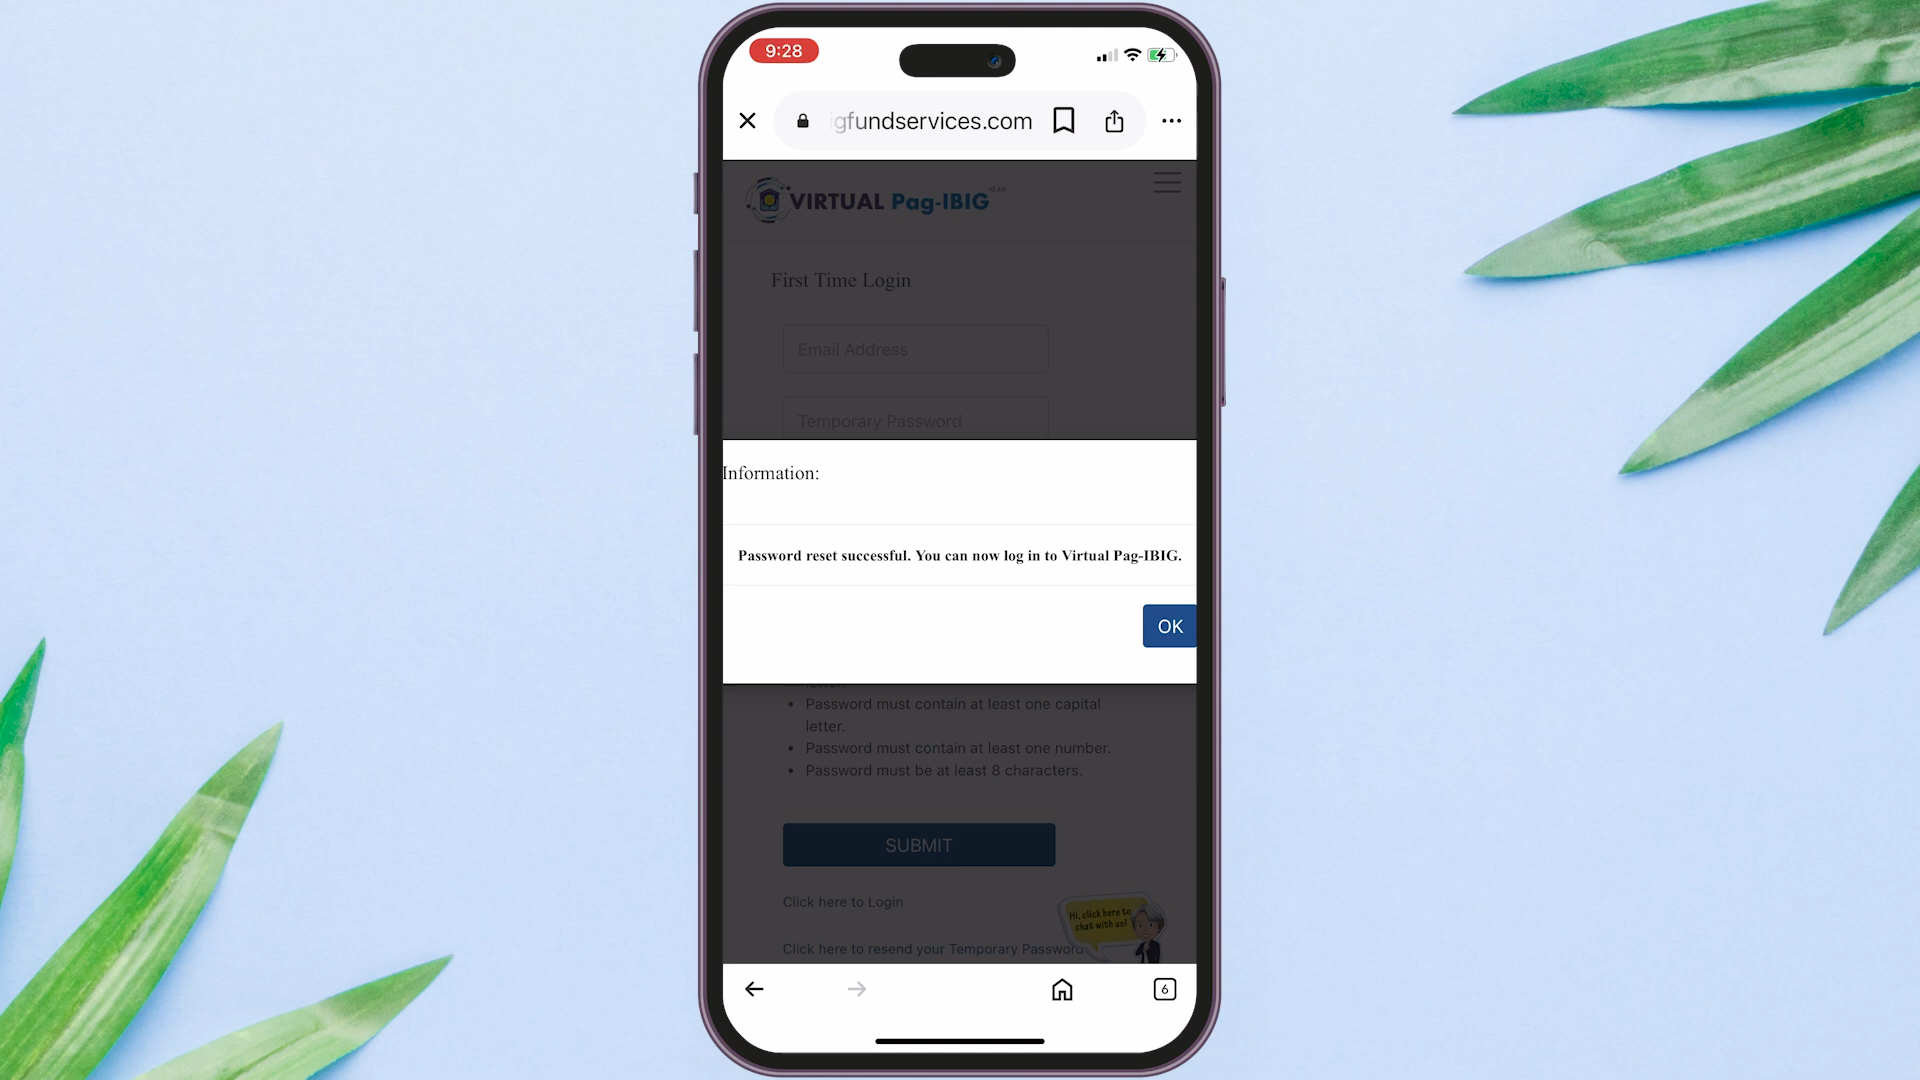 9:28
gfundservices.com
VIRTUAL Pag-IBIG
First Time Login
Email Address
Temporary Password
Information:
Password reset successful. You can now log in to Virtual Pag-IBIG.
OK
letter.
• Password must contain at least one capital
letter.
• Password must contain at least one number.
• Password must be at least 8 characters.
SUBMIT
Click here to Login
Hi, click here to
chat with us!
Click here to resend your Temporary Password
6